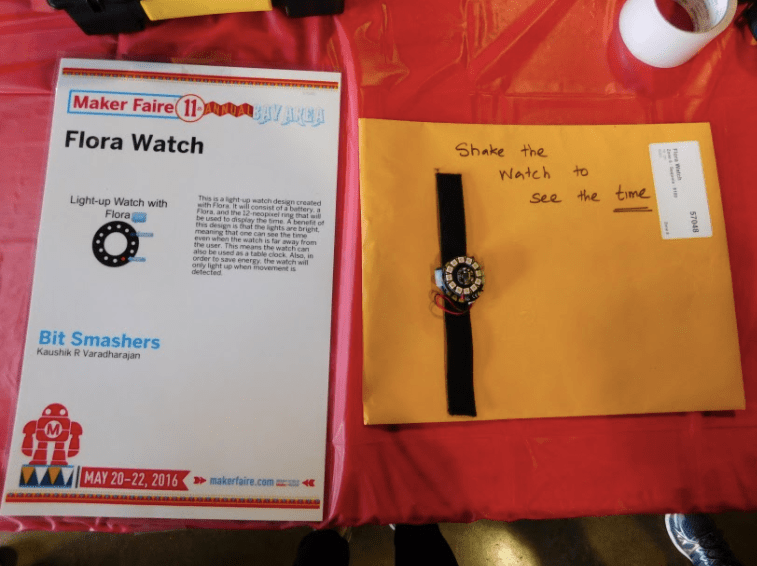 Maker Faire 11th ANNUAL BAY AREA
Flora Watch
Light-up Watch with
Flora
This is a light-up watch design created
with Flora. It will consist of a battery, a
Flora, and the 12-neopixel ring that will
be used to display the time. A benefit of
this design is that the lights are bright,
meaning that one can see the time
even when the watch is far away from
the user. This means the watch can
also be used as a table clock. Also, in
order to save energy, the watch will
only light up when movement is
detected.
Bit Smashers
Kaushik R Varadharajan
M
MAY 20-22, 2016
makerfaire.com
Shake the
Watch to
see the time
Flora Watch
57048